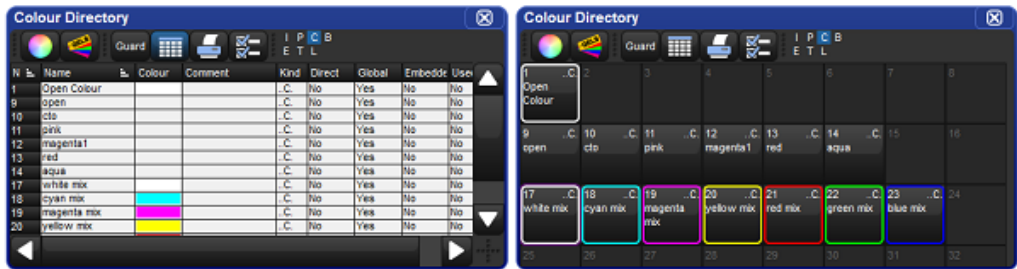 Colour Directory
Guard
I P C B
E T L
N Name Colour Comment Kind Direct Global Embedde Use
1 Open Colour ..C. No Yes No No
9 open ..C. No Yes No No
10 cto ..C. No Yes No No
11 pink ..C. No Yes No No
12 magenta1 ..C. No Yes No No
13 red ..C. No Yes No No
14 aqua ..C. No Yes No No
17 white mix ..C. No Yes No No
18 cyan mix ..C. No Yes No No
19 magenta mix ..C. No Yes No No
20 yellow mix ..C. No Yes No No
Colour Directory
Guard
I P C B
E T L
1 ..C. 2 3 4 5 6 7 8
Open
Colour
9 ..C. 10 ..C. 11 ..C. 12 ..C. 13 ..C. 14 ..C. 15 16
open cto pink magenta1 red aqua
17 ..C. 18 ..C. 19 ..C. 20 ..C. 21 ..C. 22 ..C. 23 ..C. 24
white mix cyan mix magenta yellow mix red mix green mix blue mix
mix
25 26 27 28 29 30 31 32